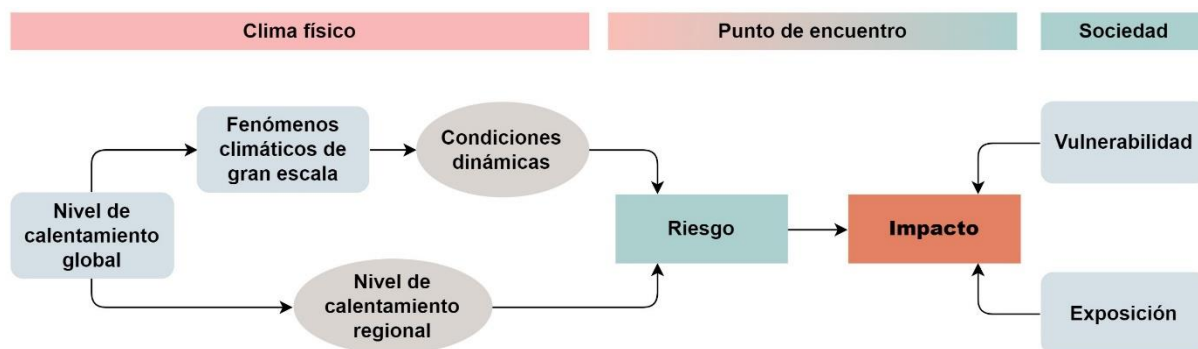 Clima físico
Punto de encuentro
Sociedad
Fenómenos
climáticos de
gran escala
Condiciones
dinámicas
Vulnerabilidad
Nivel de
calentamiento
global
Riesgo
Impacto
Nivel de
calentamiento
regional
Exposición